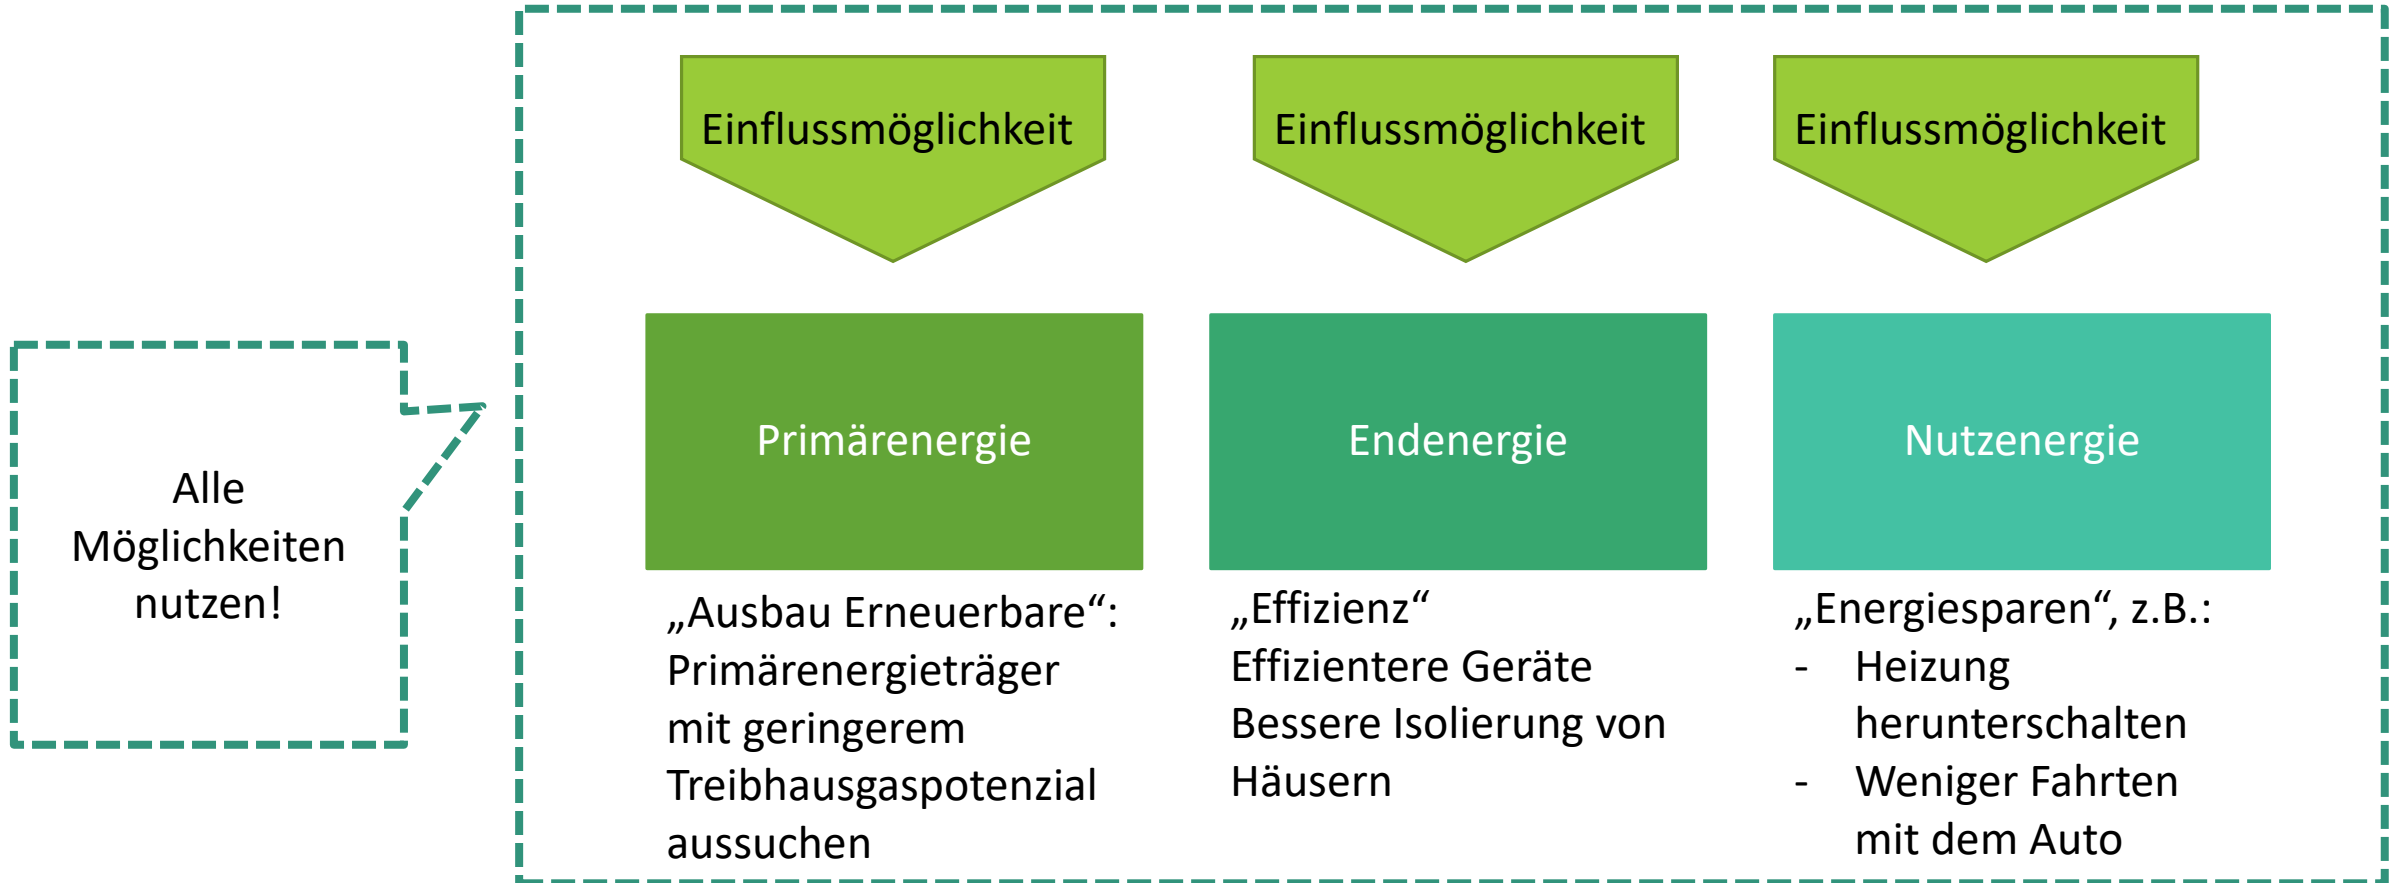 Einflussmöglichkeit
Einflussmöglichkeit
Einflussmöglichkeit
Alle
Möglichkeiten
nutzen!
Primärenergie
Endenergie
Nutzenergie
„Ausbau Erneuerbare“:
Primärenergieträger
mit geringerem
Treibhausgaspotenzial
aussuchen
„Effizienz“
Effizientere Geräte
Bessere Isolierung von
Häusern
„Energiesparen“, z.B.:
- Heizung
herunterschalten
- Weniger Fahrten
mit dem Auto